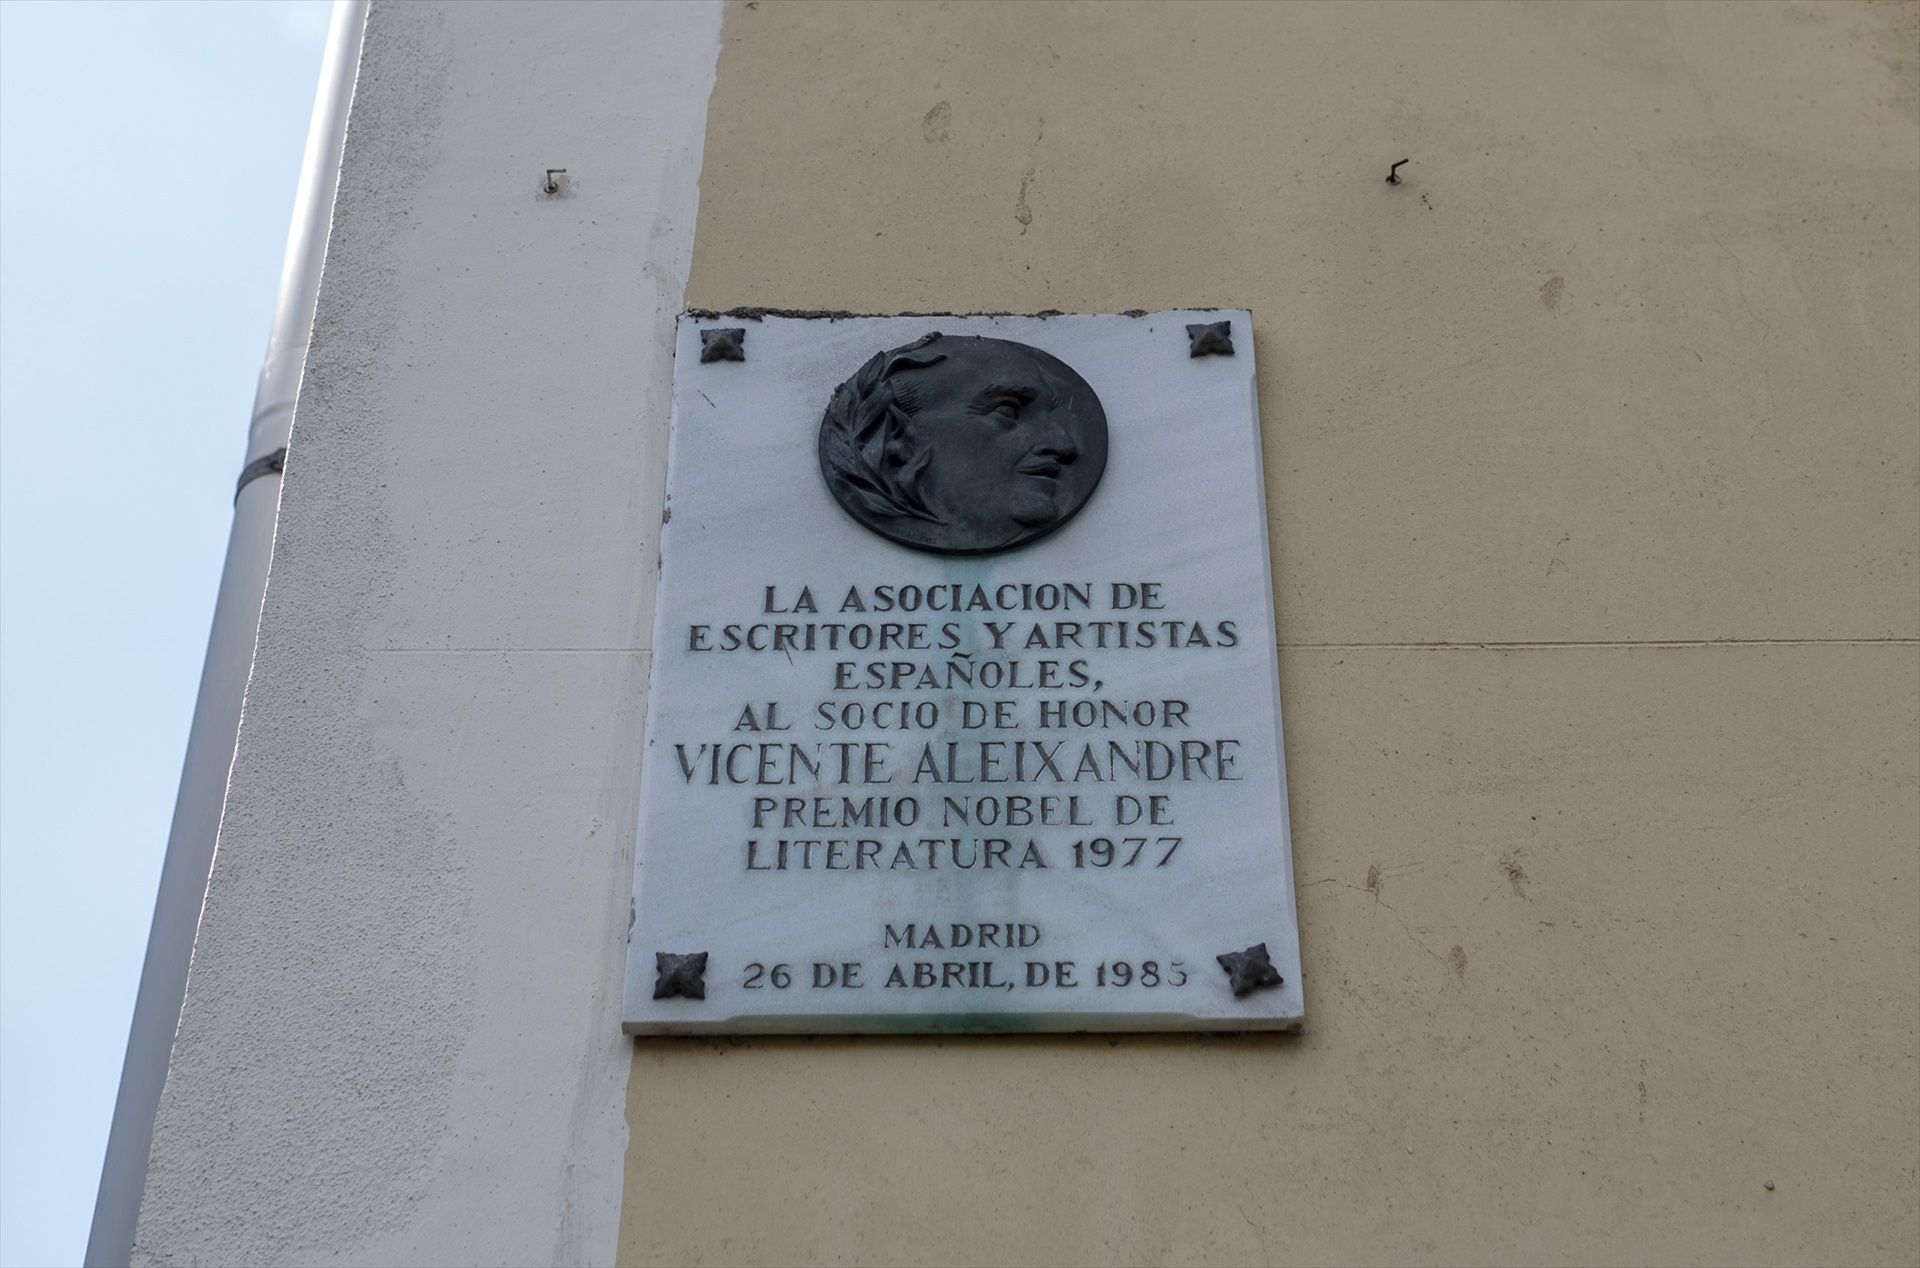 LA ASOCIACION DE
ESCRITORES Y ARTISTAS
ESPAÑOLES,
AL SOCIO DE HONOR
VICENTE ALEIXANDRE
PREMIO NOBEL DE
LITERATURA 1977
MADRID
26 DE ABRIL, DE 1985